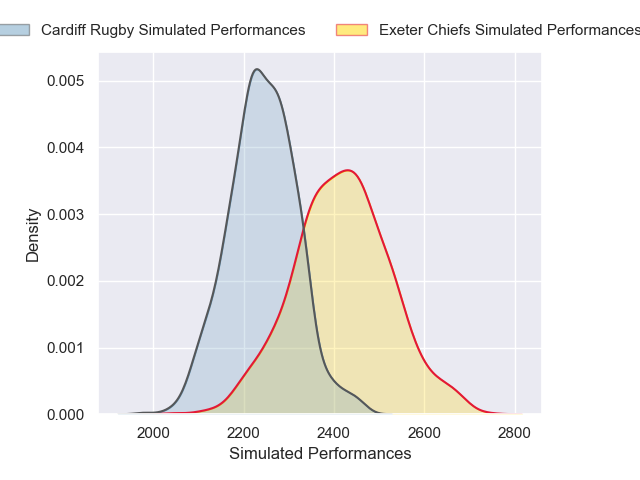 Cardiff Rugby Simulated Performances Exeter Chiefs Simulated Performances
0.005
0.004
0.003
0.002
0.001
0.000
Density
2000 2200 2400 2600 2800
Simulated Performances